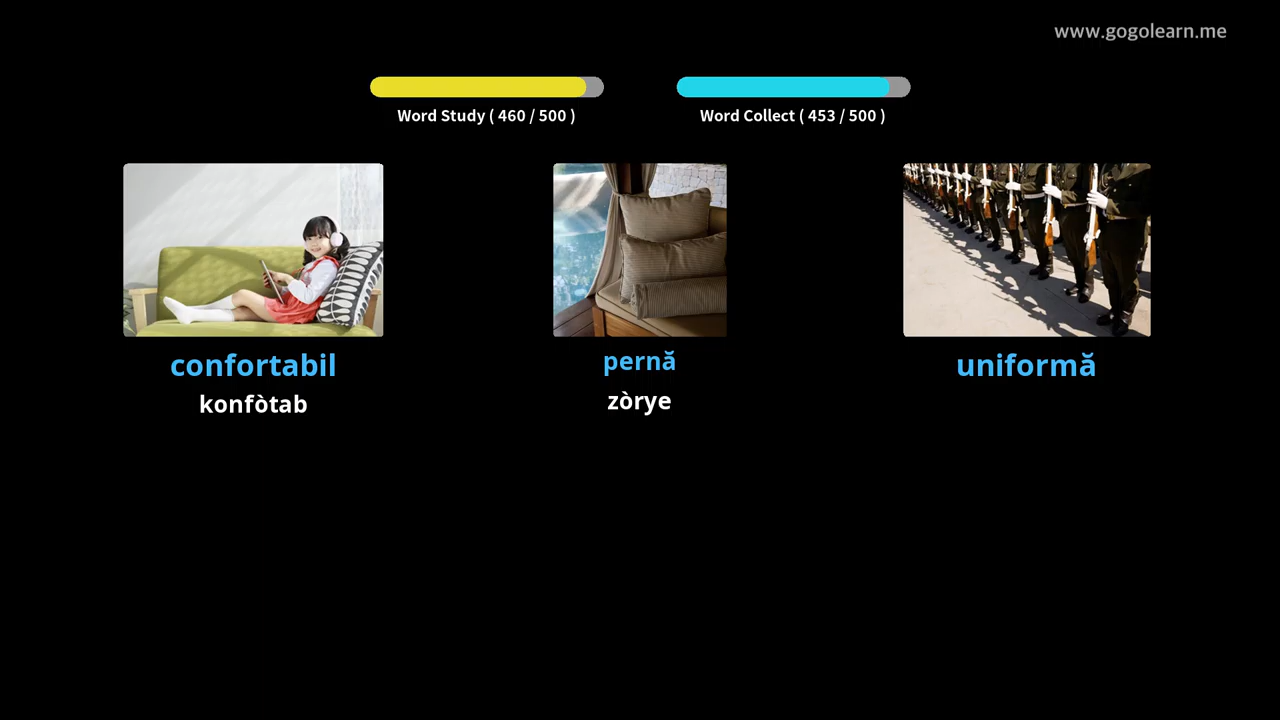 www.gogolearn.me
Word Study ( 460 / 500 )
Word Collect ( 453 / 500 )
confortabil
konfòtab
pernă
zòrye
uniformă